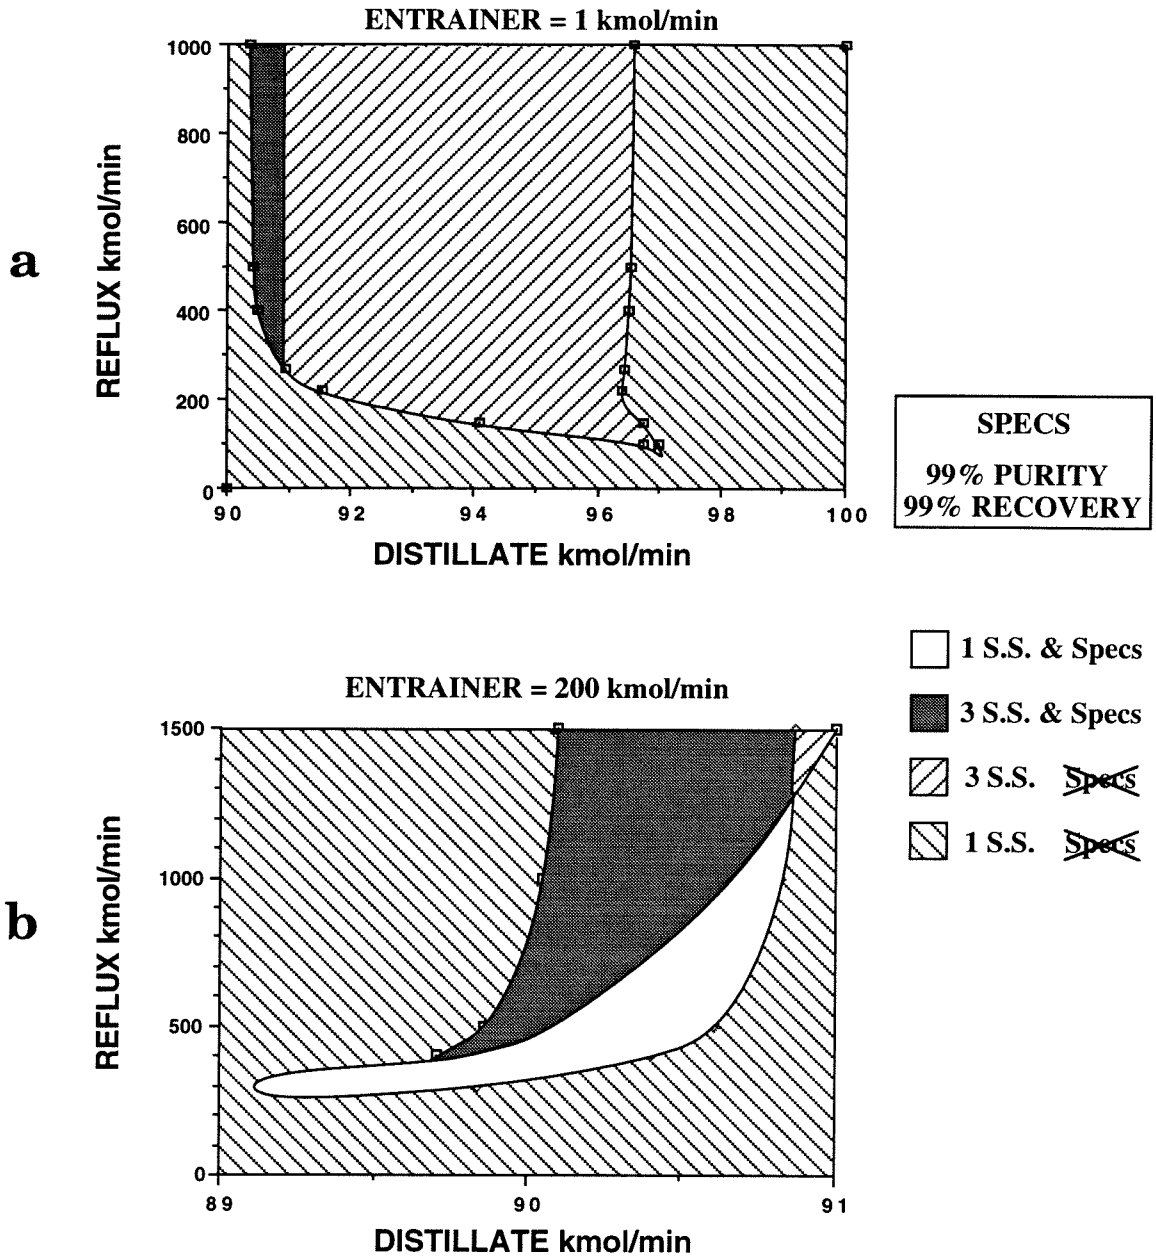 ENTRAINER = 1 kmol/min
a
REFLUX kmol/min
1000
800
600
400
200
0
90
92
94
96
98
100
DISTILLATE kmol/min
SPECS
99% PURITY
99% RECOVERY
1 S.S. & Specs
3 S.S. & Specs
3 S.S. Specs
1 S.S. Specs
ENTRAINER = 200 kmol/min
b
REFLUX kmol/min
1500
1000
500
0
89
90
91
DISTILLATE kmol/min